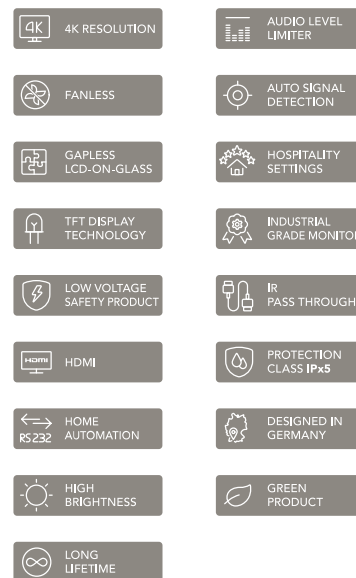 4K
4K RESOLUTION
FANLESS
GAPLESS
LCD-ON-GLASS
TFT DISPLAY
TECHNOLOGY
LOW VOLTAGE
SAFETY PRODUCT
HDMI
HDMI
RS 232
HOME
AUTOMATION
HIGH
BRIGHTNESS
LONG
LIFETIME
AUDIO LEVEL
LIMITER
AUTO SIGNAL
DETECTION
HOSPITALITY
SETTINGS
INDUSTRIAL
GRADE MONITOR
IR
PASS THROUGH
PROTECTION
CLASS IPx5
DESIGNED IN
GERMANY
GREEN
PRODUCT